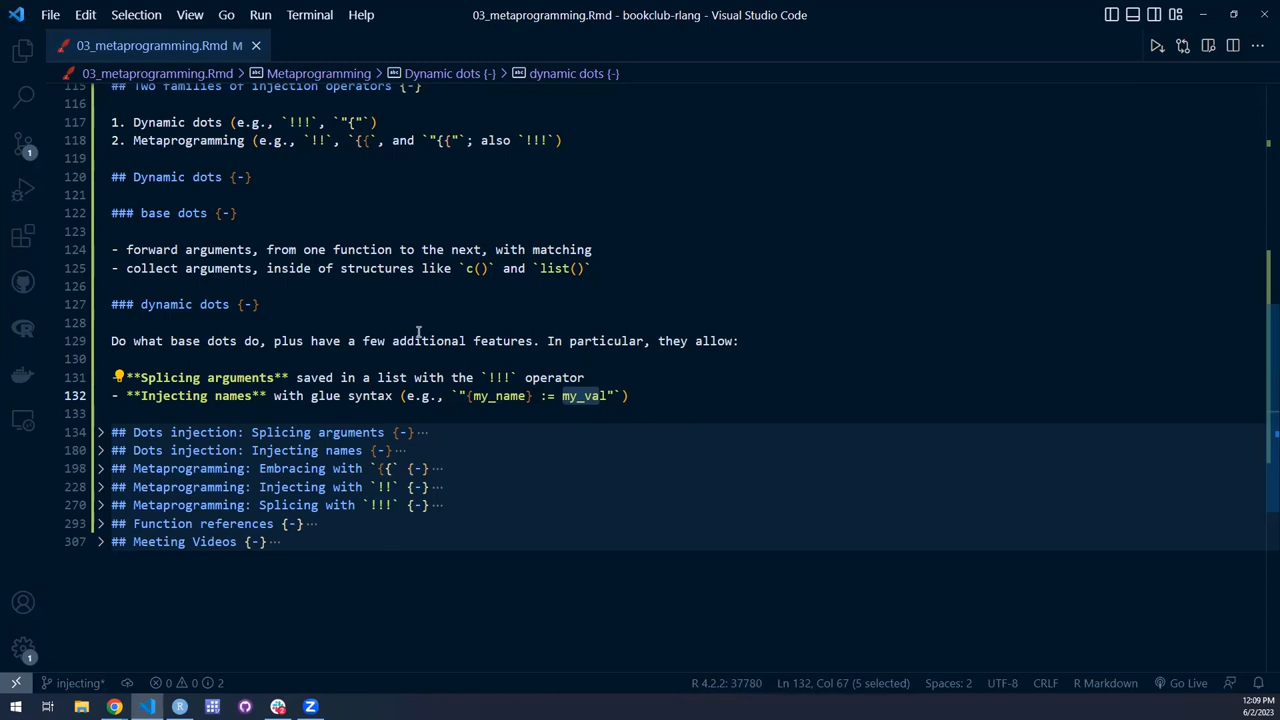 File Edit Selection View Go Run Terminal Help 03_metaprogramming.Rmd - bookclub-rlang - Visual Studio Code
03_metaprogramming.Rmd M
03_metaprogramming.Rmd > Metaprogramming > Dynamic dots {-} > dynamic dots {-}
115 ## Two families of injection operators {-}
116
117 1. Dynamic dots (e.g., `!!!`, `"{"`)
118 2. Metaprogramming (e.g., `!!`, `{{`, and `"{{"`; also `!!!`)
119
120 ## Dynamic dots {-}
121
122 ### base dots {-}
123
124 - forward arguments, from one function to the next, with matching
125 - collect arguments, inside of structures like `c()` and `list()`
126
127 ### dynamic dots {-}
128
129 Do what base dots do, plus have a few additional features. In particular, they allow:
130
131 **Splicing arguments** saved in a list with the `!!!` operator
132 - **Injecting names** with glue syntax (e.g., `"{my_name} := my_val"`)
133
134 > ## Dots injection: Splicing arguments {-}...
180 > ## Dots injection: Injecting names {-}...
198 > ## Metaprogramming: Embracing with `{{` {-}...
228 > ## Metaprogramming: Injecting with `!!` {-}...
270 > ## Metaprogramming: Splicing with `!!!` {-}...
293 > ## Function references {-}...
307 > ## Meeting Videos {-}...
1
1
injecting* 0 0 2 R 4.2.2: 37780 Ln 132, Col 67 (5 selected) Spaces: 2 UTF-8 CRLF R Markdown Go Live
12:09 PM
6/2/2023